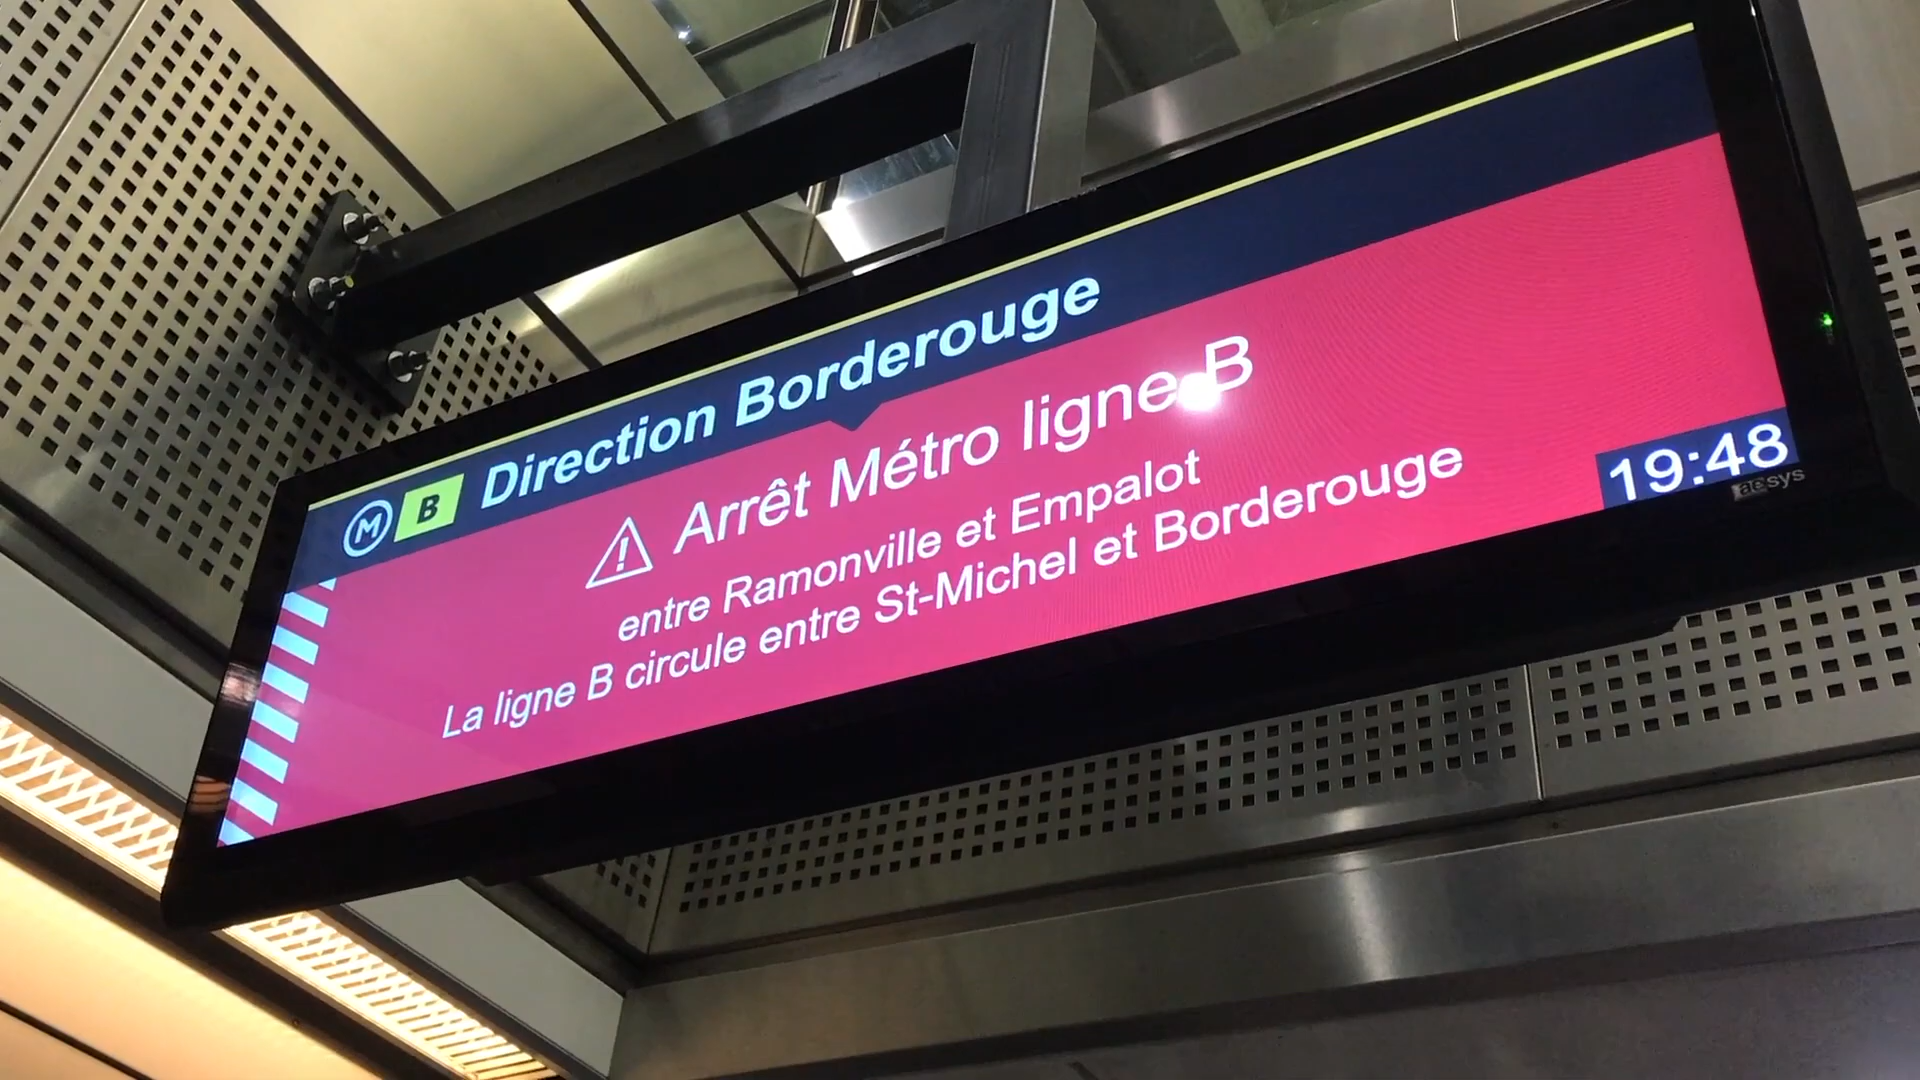 M B Direction Borderouge
Arrêt Métro ligne B
entre Ramonville et Empalot
La ligne B circule entre St-Michel et Borderouge
19:48
aesys